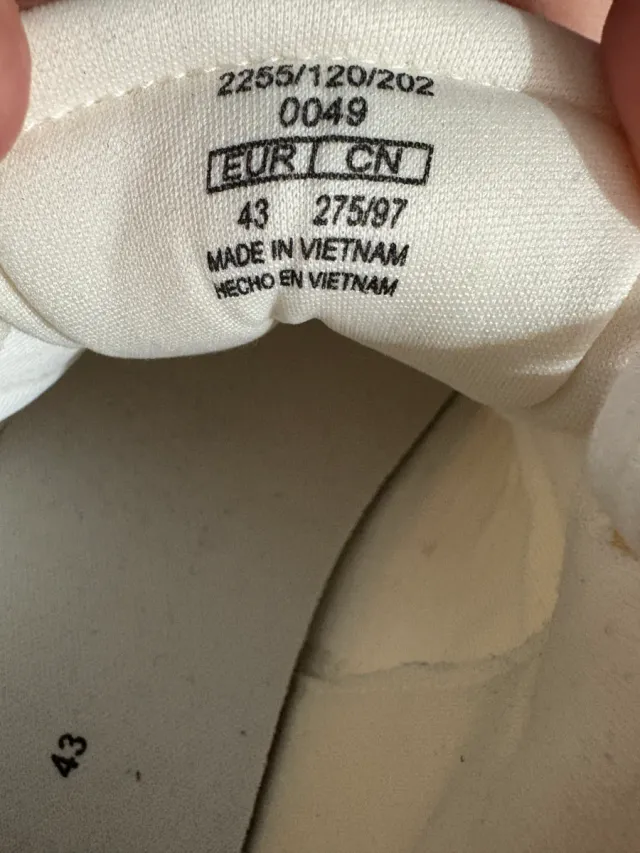 2255/120/202
0049
EUR CN
43 275/97
MADE IN VIETNAM
HECHO EN VIETNAM
43